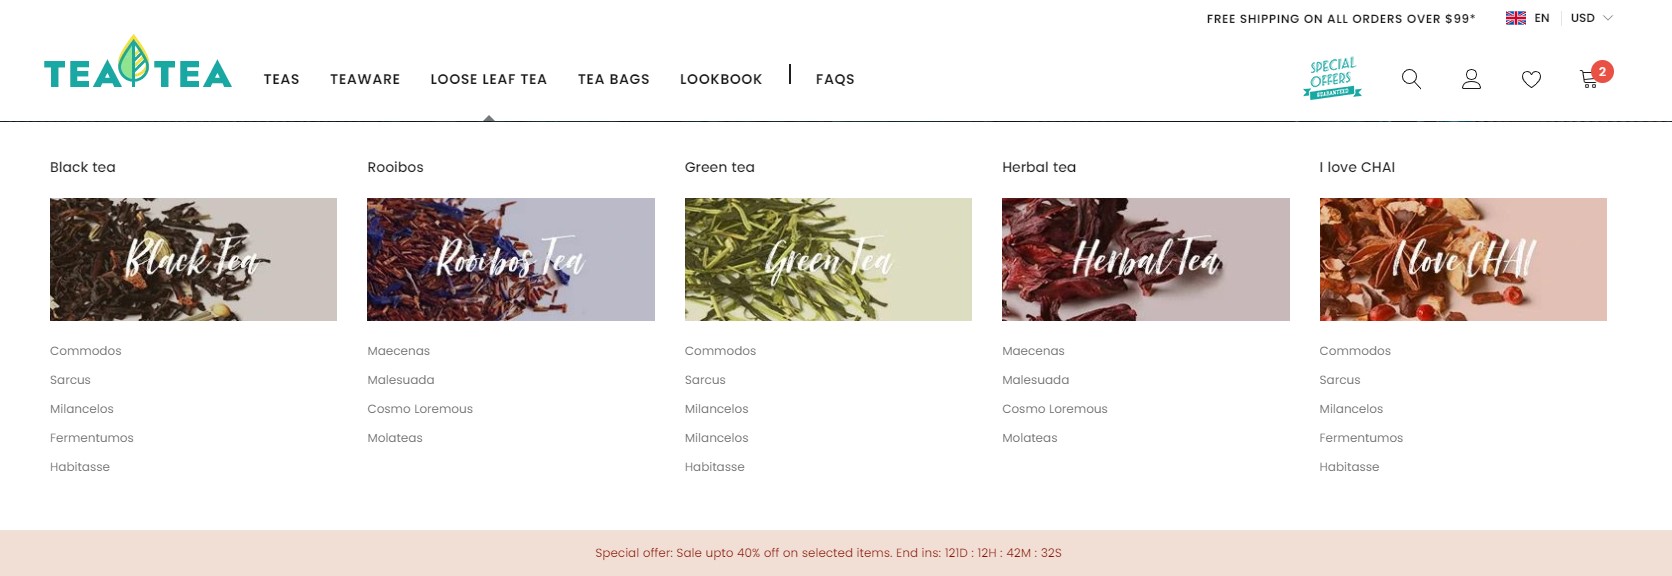 FREE SHIPPING ON ALL ORDERS OVER $99* EN USD
TEA TEA TEAS TEAWARE LOOSE LEAF TEA TEA BAGS LOOKBOOK FAQS SPECIAL OFFERS GUARANTEED 2
Black tea Rooibos Green tea Herbal tea I love CHAI
Black Tea Rooibos Tea Green Tea Herbal Tea I love CHAI
Commodos Maecenas Commodos Maecenas Commodos
Sarcus Malesuada Sarcus Malesuada Sarcus
Milancelos Cosmo Loremous Milancelos Cosmo Loremous Milancelos
Fermentumos Molateas Milancelos Molateas Fermentumos
Habitasse Habitasse Habitasse
Special offer: Sale upto 40% off on selected items. End ins: 121D : 12H : 42M : 32S